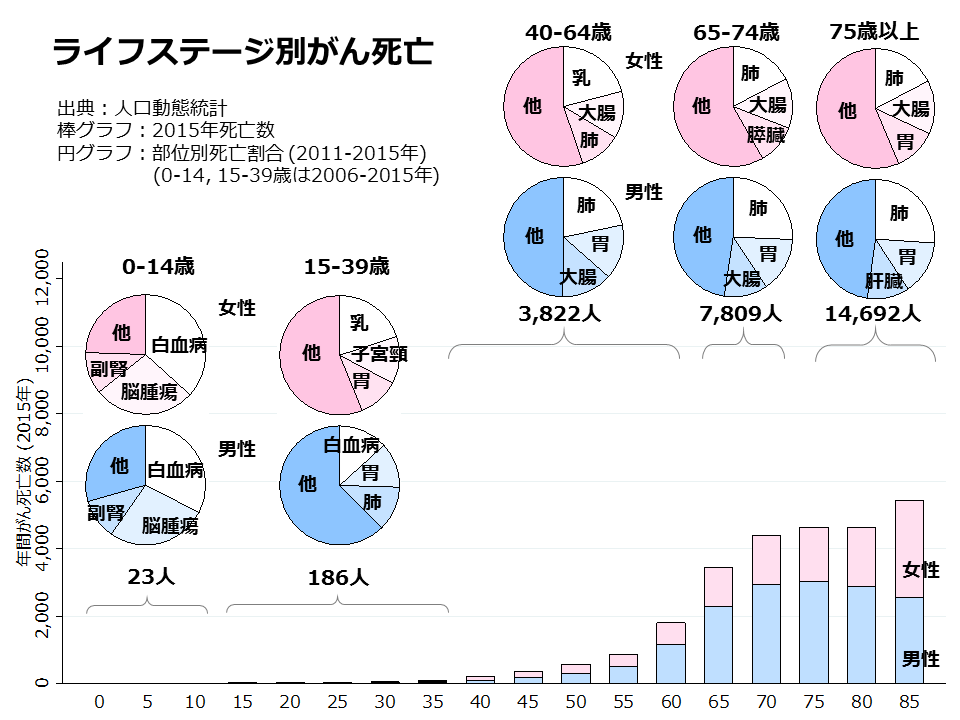 ライフステージ別がん死亡
出典：人口動態統計
棒グラフ：2015年死亡数
円グラフ：部位別死亡割合 (2011-2015年)
(0-14, 15-39歳は2006-2015年)
40-64歳
65-74歳
75歳以上
女性
乳
大腸
肺
他
肺
大腸
膵臓
他
肺
大腸
胃
他
男性
肺
胃
大腸
他
肺
胃
大腸
他
肺
胃
肝臓
他
3,822人
7,809人
14,692人
0-14歳
15-39歳
女性
白血病
脳腫瘍
副腎
他
乳
子宮頸
胃
他
男性
白血病
脳腫瘍
副腎
他
白血病
胃
肺
他
23人
186人
年間がん死亡数 (2015年)
12,000
10,000
8,000
6,000
4,000
2,000
0
女性
男性
0 5 10 15 20 25 30 35 40 45 50 55 60 65 70 75 80 85